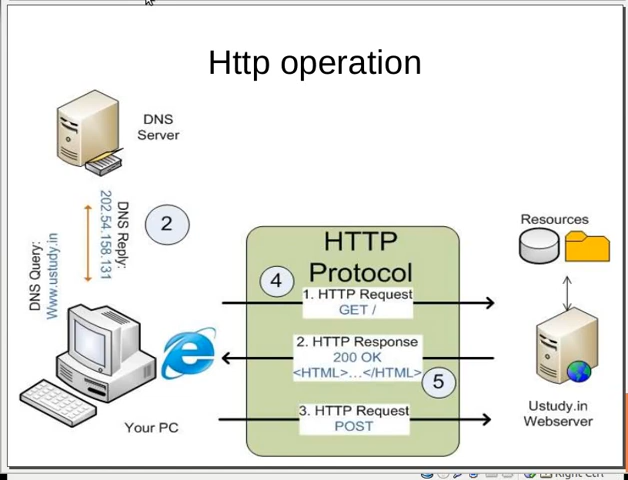 Http operation
DNS
Server
2
DNS Query:
Www.ustudy.in
DNS Reply:
202.54.158.131
HTTP
Protocol
4
1. HTTP Request
GET /
2. HTTP Response
200 OK
<HTML>...</HTML>
5
3. HTTP Request
POST
Your PC
Resources
Ustudy.in
Webserver
Right Ctrl